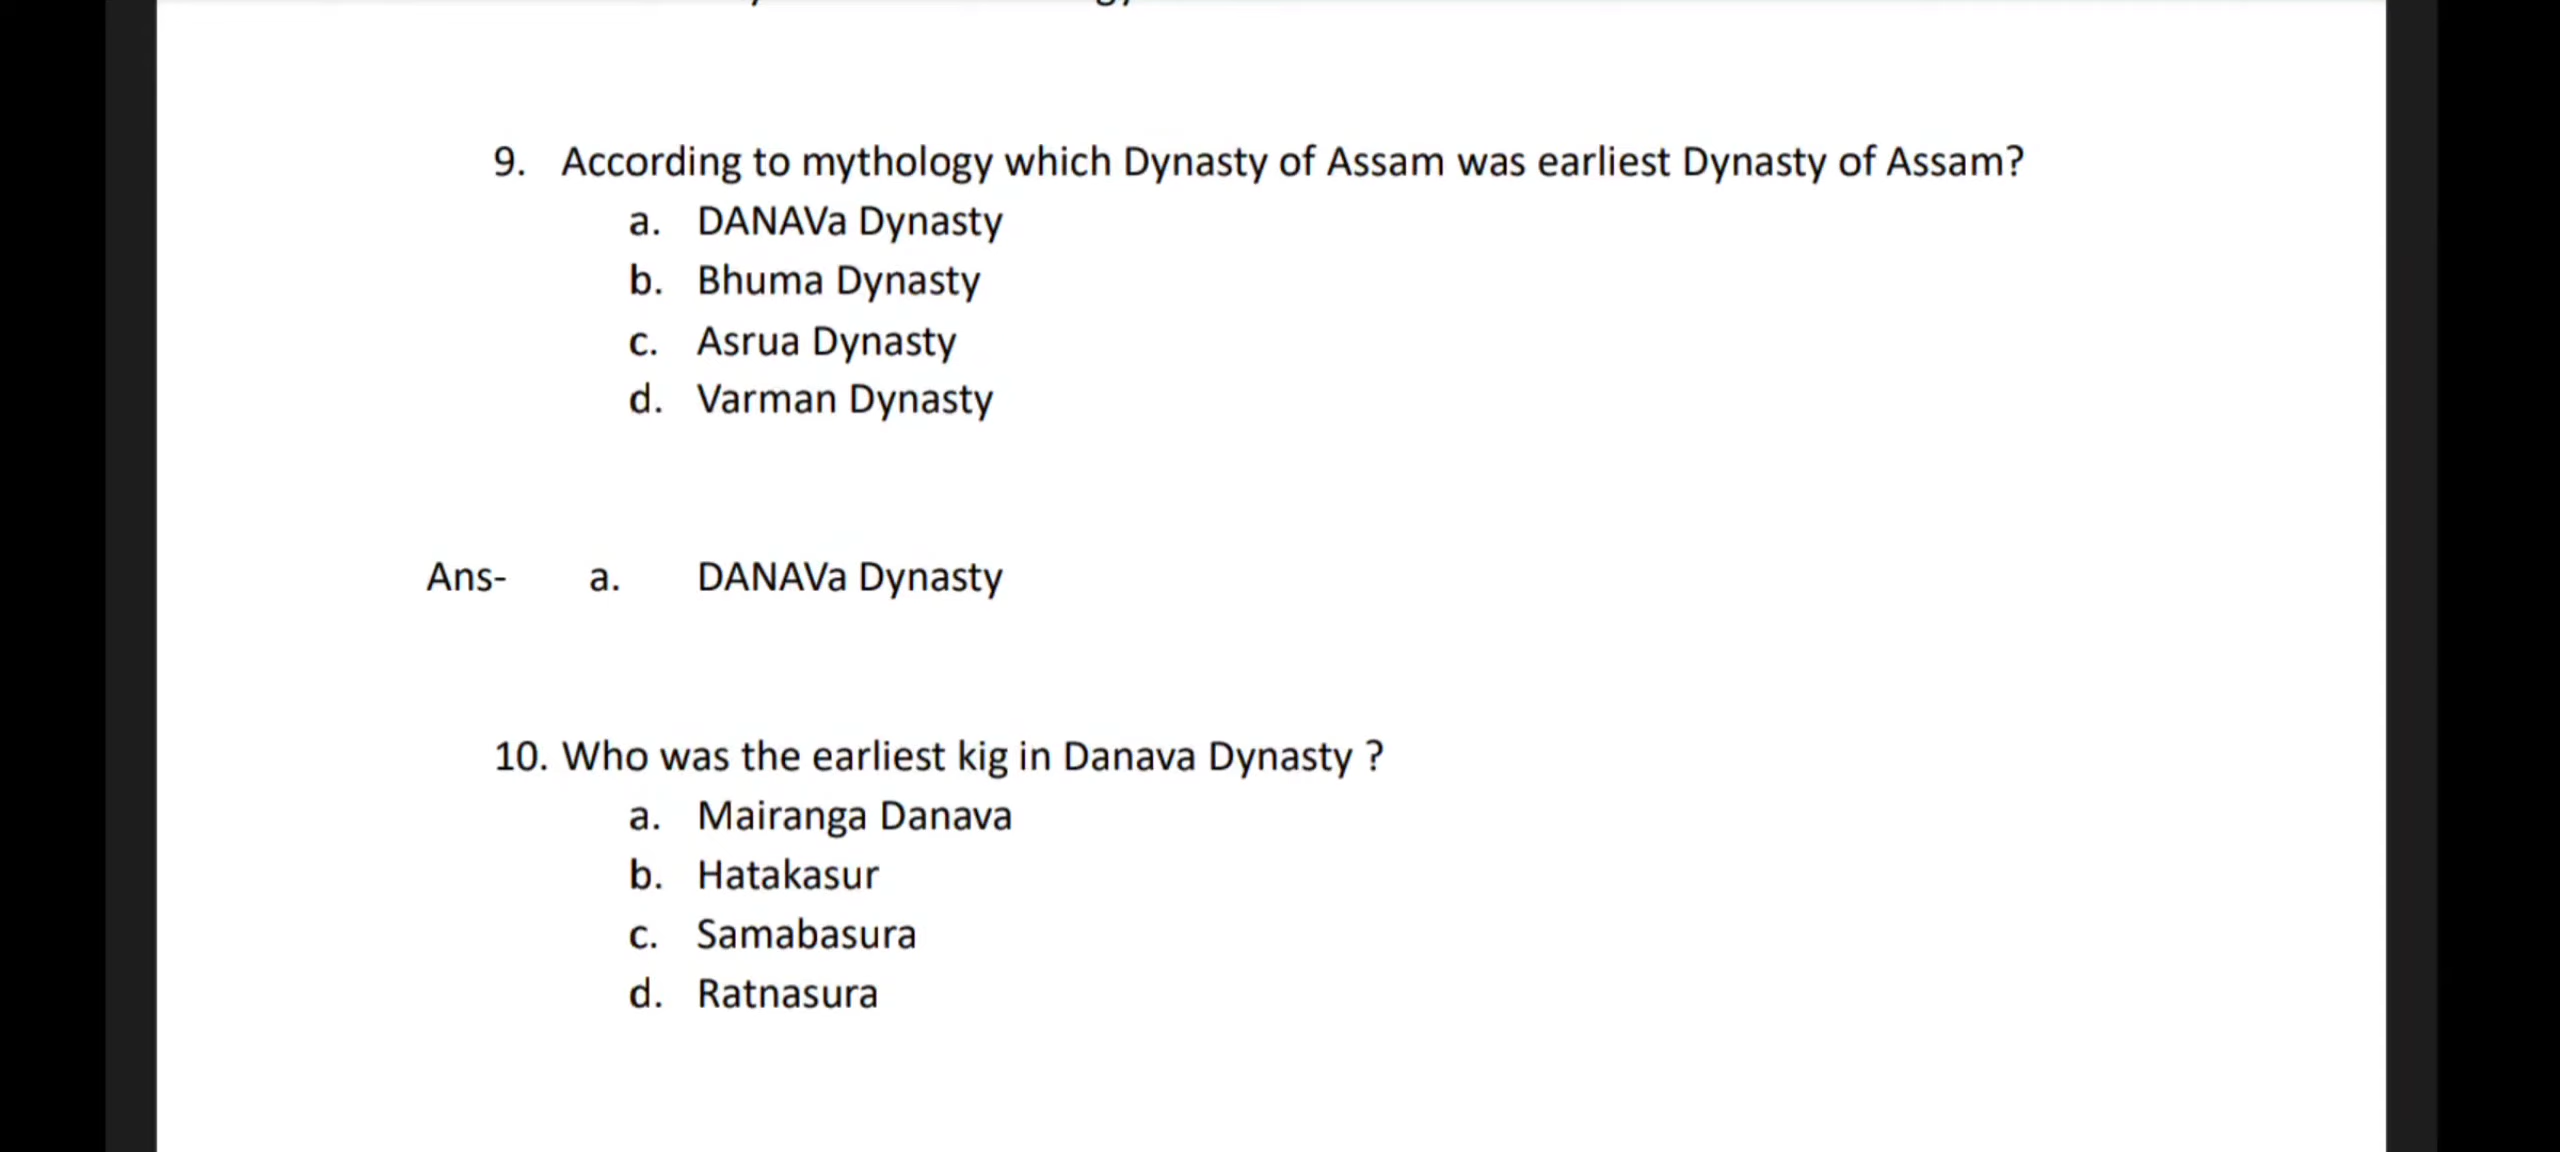 9. According to mythology which Dynasty of Assam was earliest Dynasty of Assam?
a. DANAVa Dynasty
b. Bhuma Dynasty
c. Asrua Dynasty
d. Varman Dynasty
Ans- a. DANAVa Dynasty
10. Who was the earliest kig in Danava Dynasty ?
a. Mairanga Danava
b. Hatakasur
c. Samabasura
d. Ratnasura